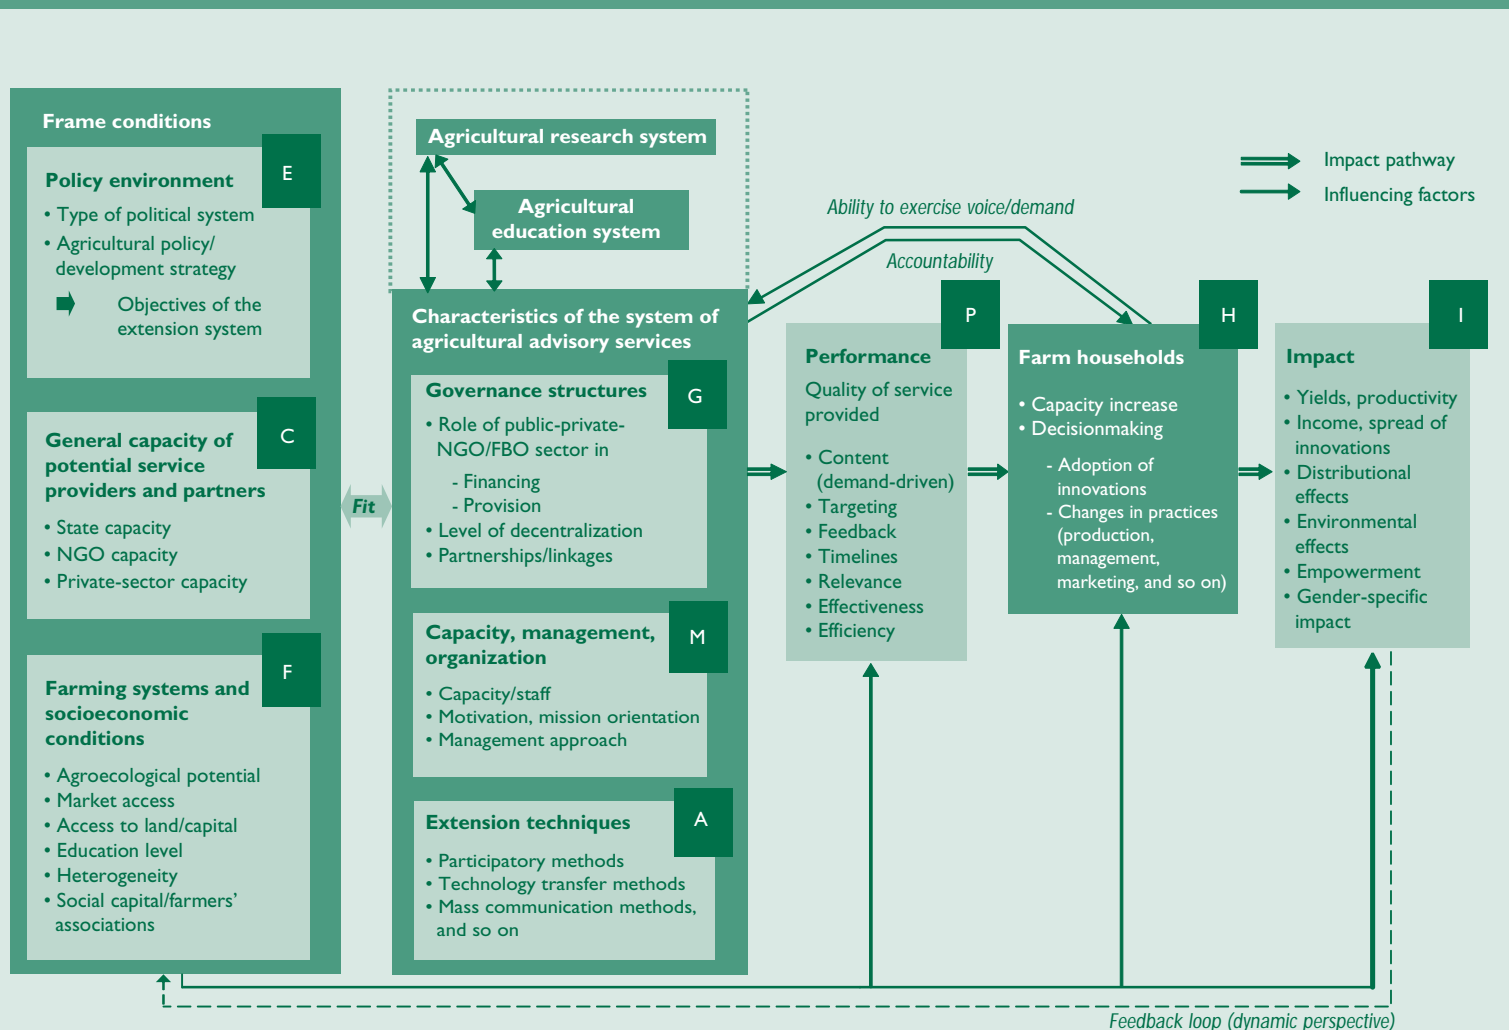 Frame conditions
E
Policy environment
• Type of political system
• Agricultural policy/
development strategy
Objectives of the
extension system
C
General capacity of
potential service
providers and partners
• State capacity
• NGO capacity
• Private-sector capacity
F
Farming systems and
socioeconomic
conditions
• Agroecological potential
• Market access
• Access to land/capital
• Education level
• Heterogeneity
• Social capital/farmers’
associations
Fit
Agricultural research system
Agricultural
education system
Characteristics of the system of
agricultural advisory services
G
Governance structures
• Role of public-private-
NGO/FBO sector in
- Financing
- Provision
• Level of decentralization
• Partnerships/linkages
M
Capacity, management,
organization
• Capacity/staff
• Motivation, mission orientation
• Management approach
A
Extension techniques
• Participatory methods
• Technology transfer methods
• Mass communication methods,
and so on
Ability to exercise voice/demand
Accountability
P
Performance
Quality of service
provided
• Content
(demand-driven)
• Targeting
• Feedback
• Timelines
• Relevance
• Effectiveness
• Efficiency
H
Farm households
• Capacity increase
• Decisionmaking
- Adoption of
innovations
- Changes in practices
(production,
management,
marketing, and so on)
I
Impact
• Yields, productivity
• Income, spread of
innovations
• Distributional
effects
• Environmental
effects
• Empowerment
• Gender-specific
impact
Impact pathway
Influencing factors
Feedback loop (dynamic perspective)